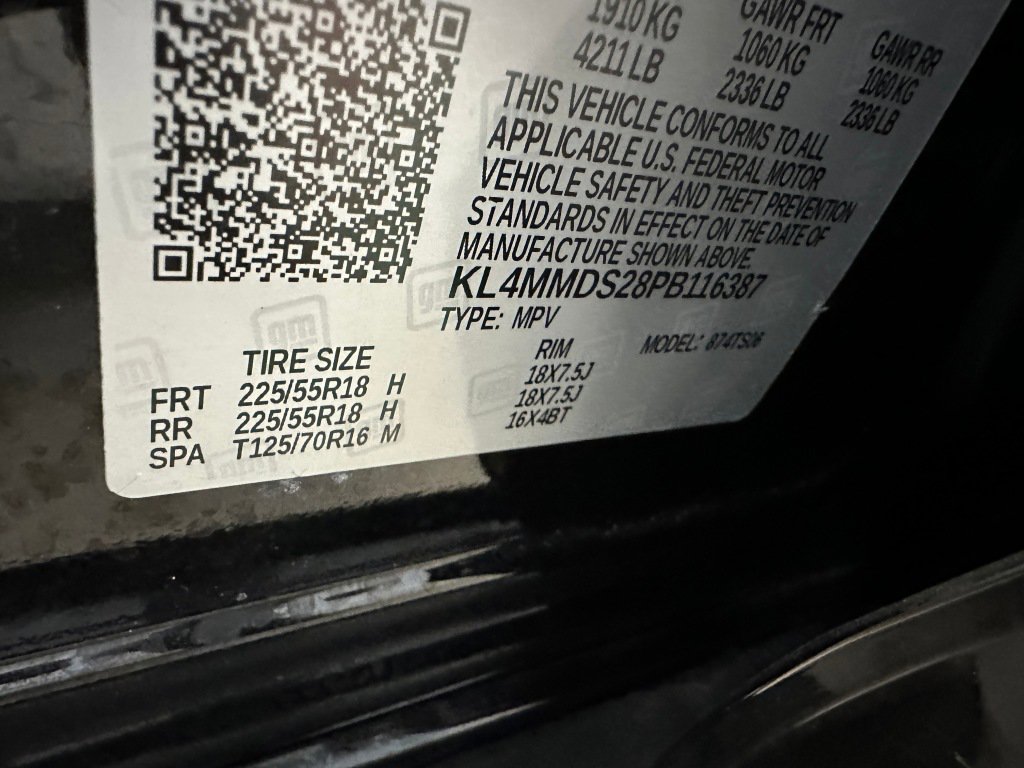 1910 KG
4211 LB
GAWR FRT
1060 KG
2336 LB
GAWR RR
1060 KG
2336 LB
THIS VEHICLE CONFORMS TO ALL
APPLICABLE U.S. FEDERAL MOTOR
VEHICLE SAFETY AND THEFT PREVENTION
STANDARDS IN EFFECT ON THE DATE OF
MANUFACTURE SHOWN ABOVE.
KL4MMDS28PB116387
TYPE: MPV
MODEL: 874TS06
TIRE SIZE RIM
FRT 225/55R18 H 18X7.5J
RR 225/55R18 H 18X7.5J
SPA T125/70R16 M 16X4BT
gm
gm